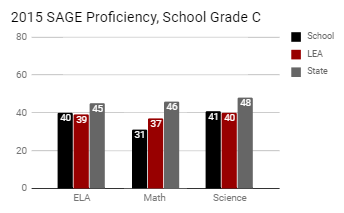 2015 SAGE Proficiency, School Grade C
School
LEA
State
80
60
40
20
0
40 39 45
31 37 46
41 40 48
ELA Math Science